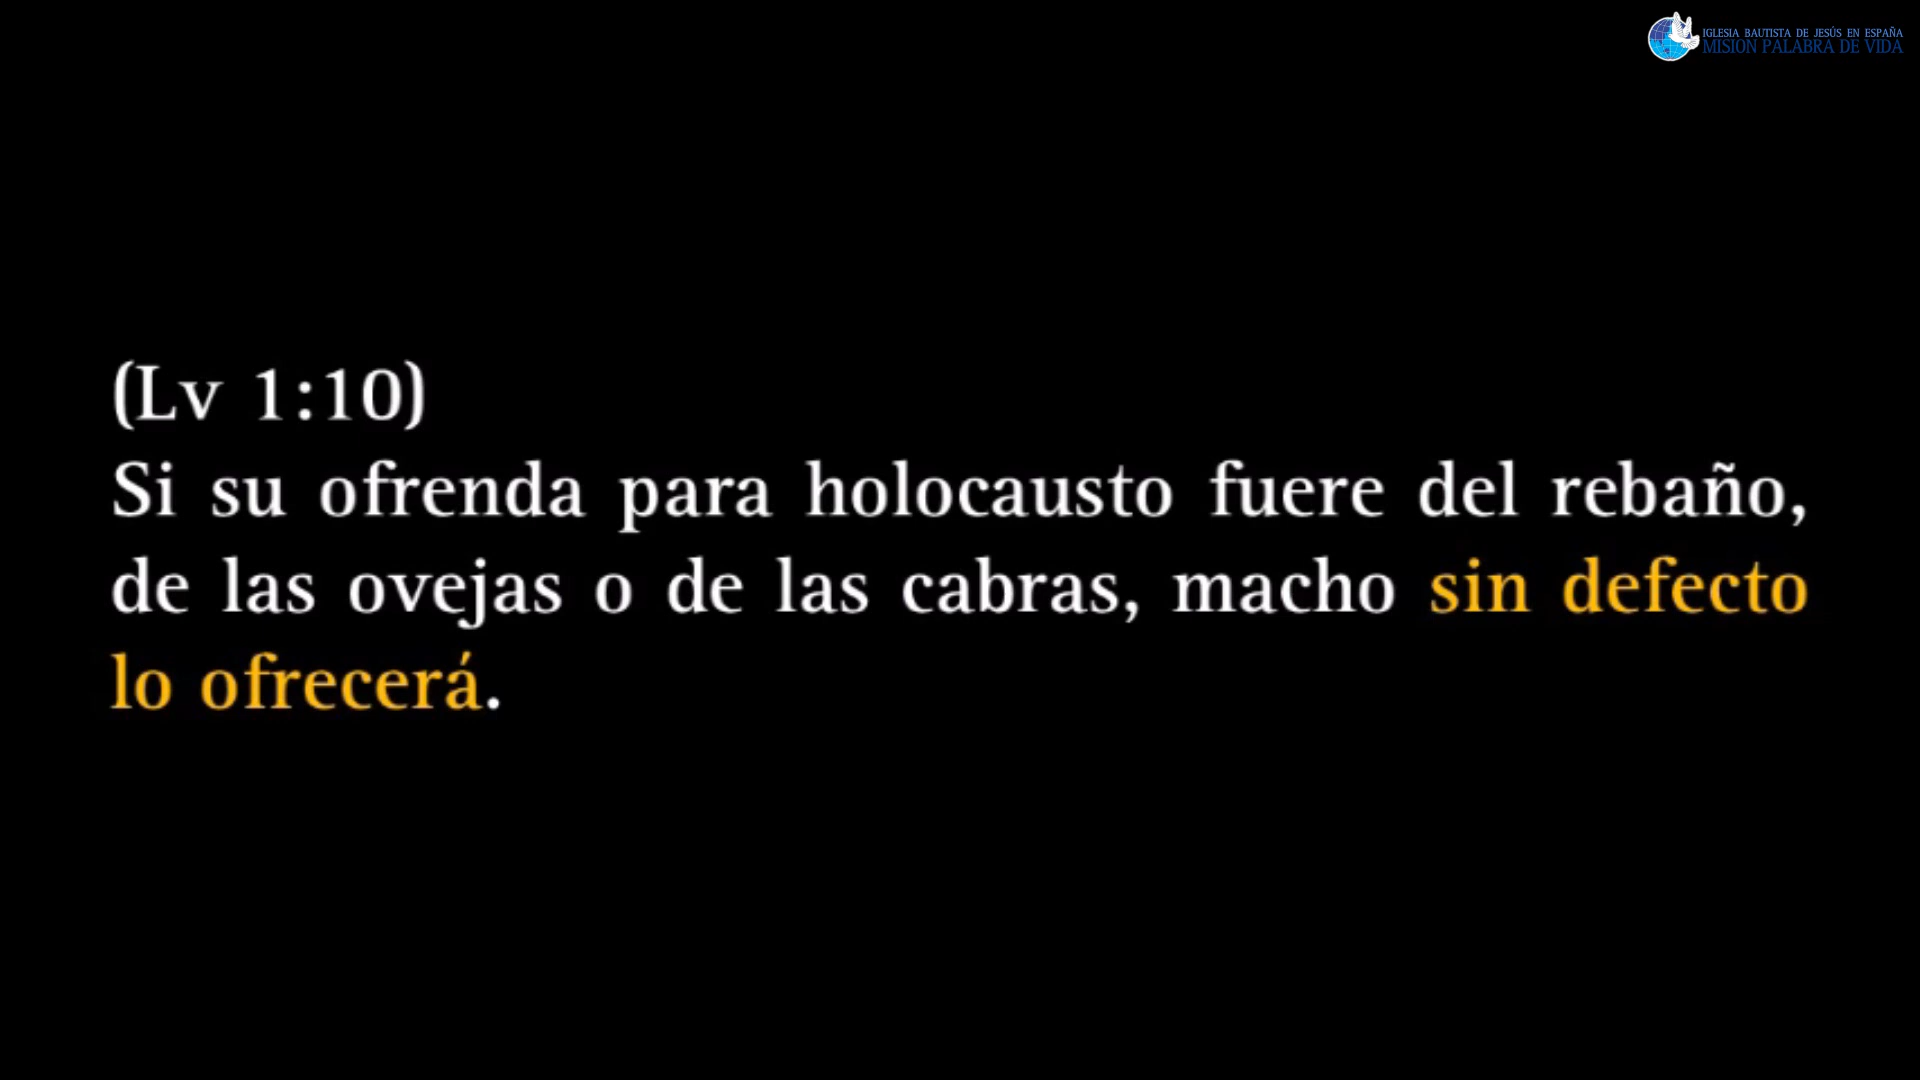 IGLESIA BAUTISTA DE JESÚS EN ESPAÑA
MISION PALABRA DE VIDA
(Lv 1:10)
Si su ofrenda para holocausto fuere del rebaño,
de las ovejas o de las cabras, macho sin defecto
lo ofrecerá.